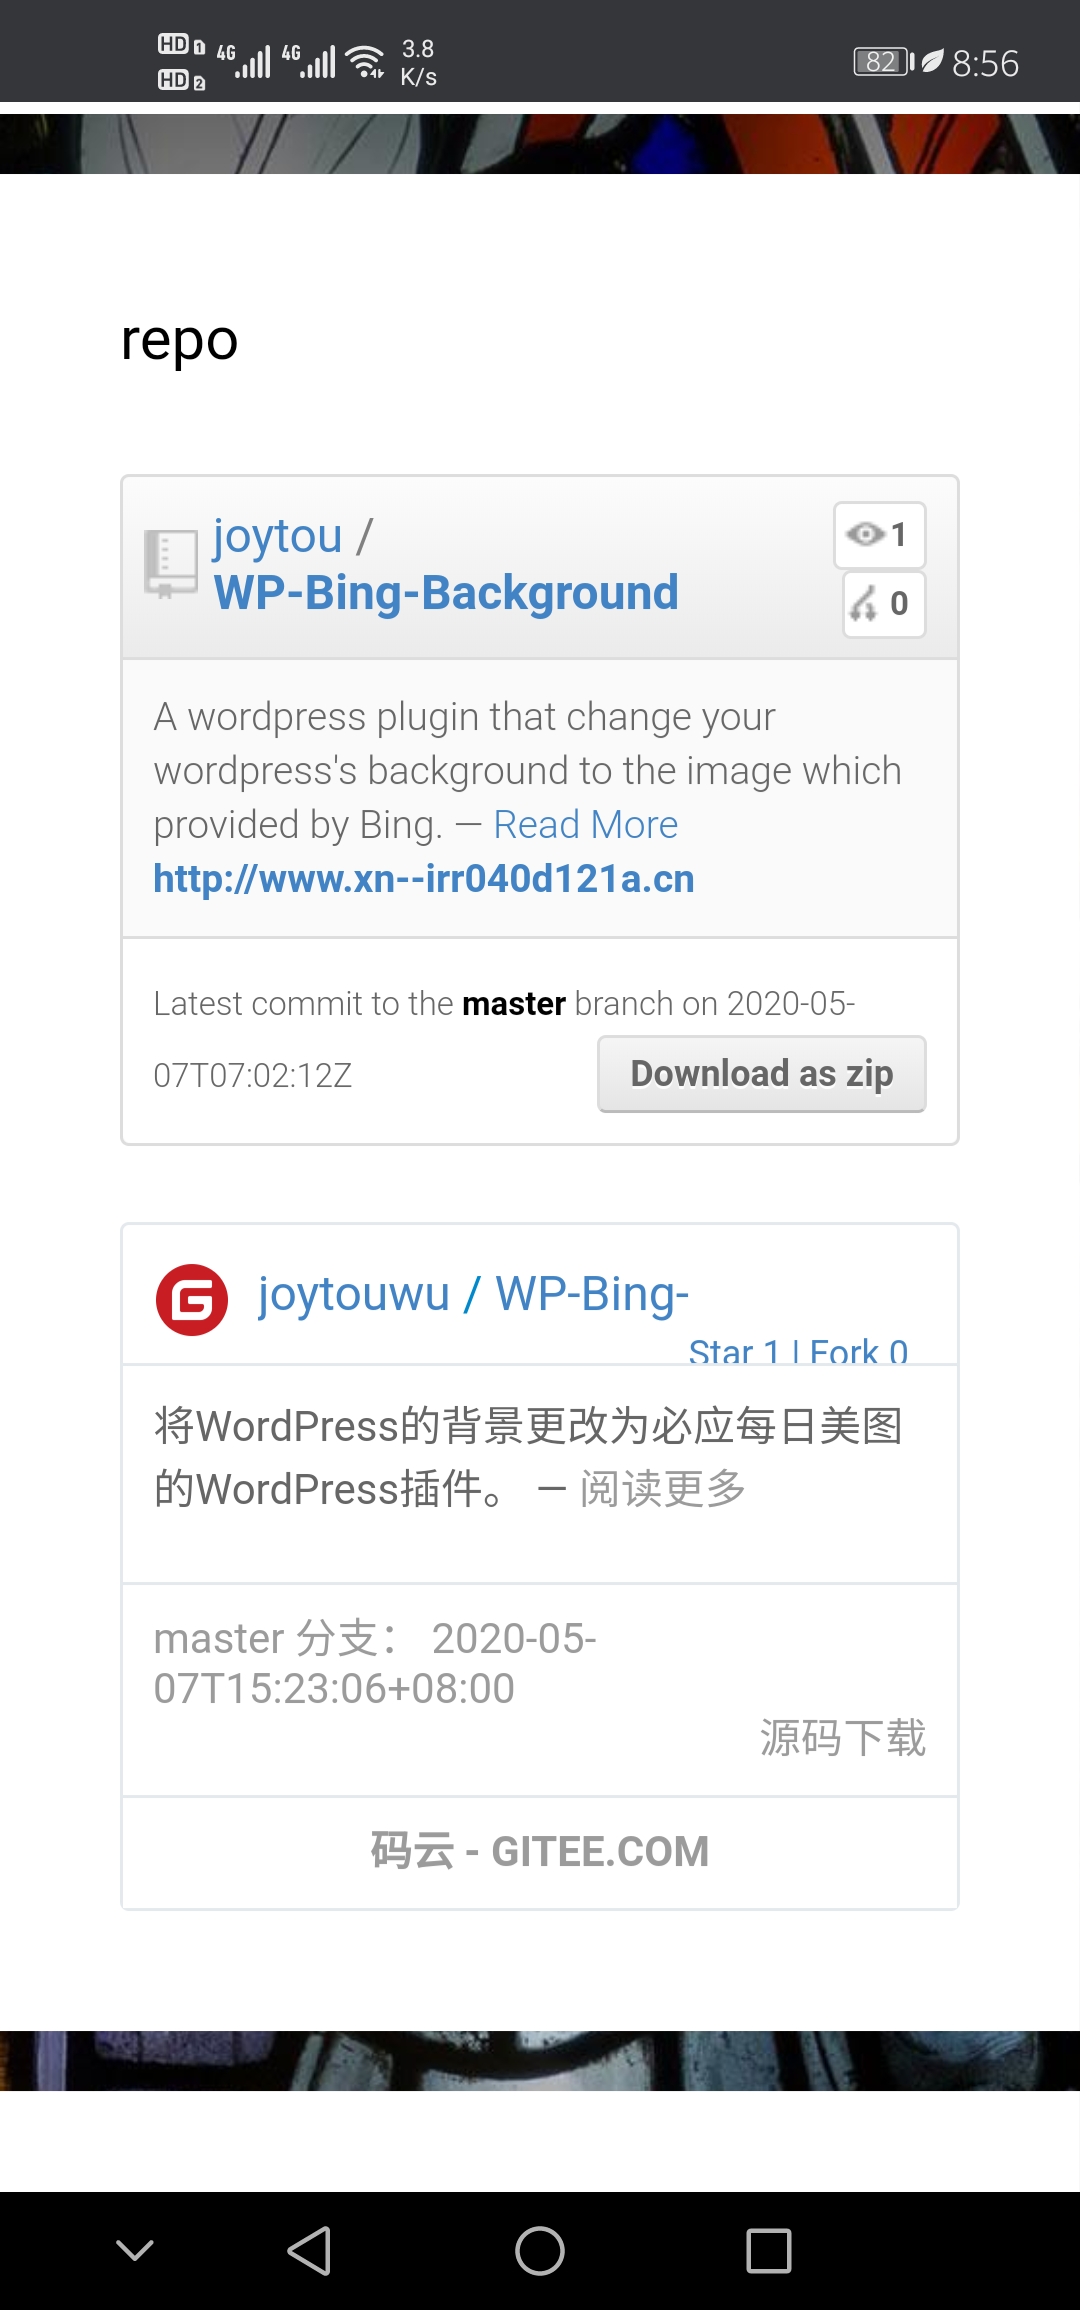 HD 1 4G 4G 3.8
HD 2 K/s
82 8:56
repo
joytou /
WP-Bing-Background
1
0
A wordpress plugin that change your
wordpress's background to the image which
provided by Bing. — Read More
http://www.xn--irr040d121a.cn
Latest commit to the master branch on 2020-05-
07T07:02:12Z
Download as zip
G joytouwu / WP-Bing-
Star 1 | Fork 0
将WordPress的背景更改为必应每日美图
的WordPress插件。 — 阅读更多
master 分支： 2020-05-
07T15:23:06+08:00
源码下载
码云 - GITEE.COM